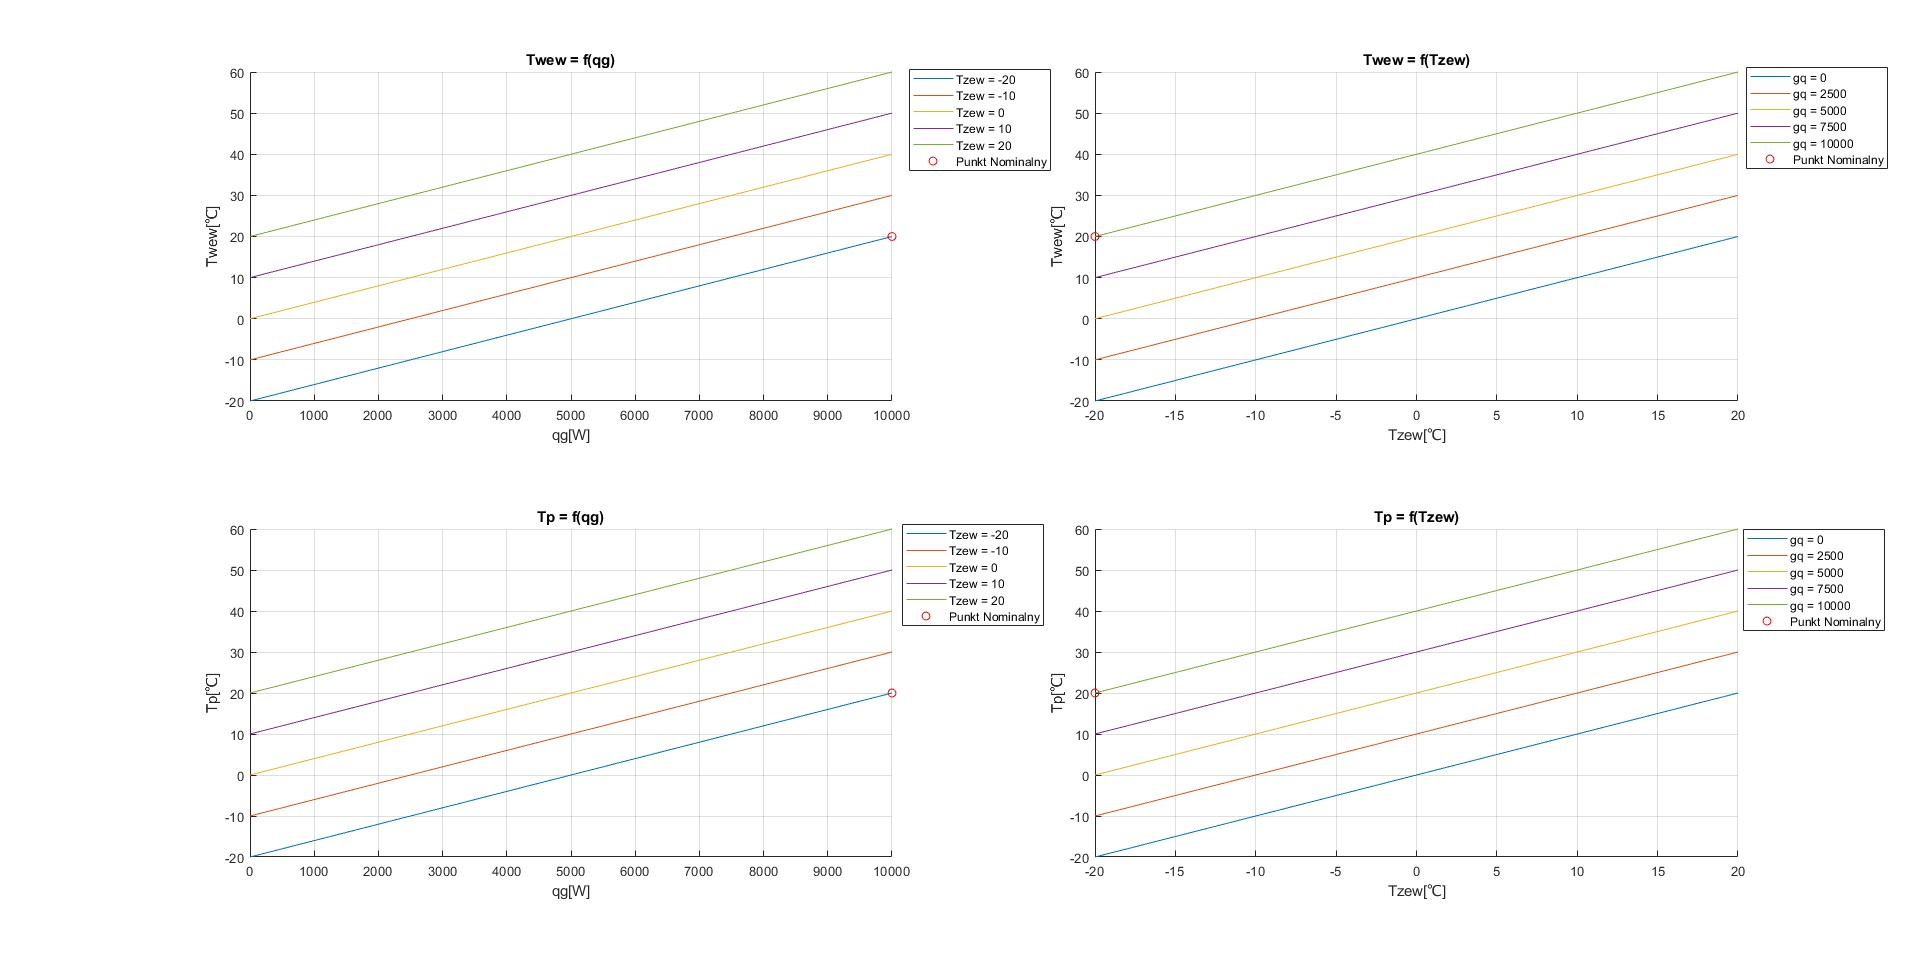 Twew = f(qg)
60
50
40
30
20
10
0
-10
-20
Twew[℃]
0 1000 2000 3000 4000 5000 6000 7000 8000 9000 10000
qg[W]
Tzew = -20
Tzew = -10
Tzew = 0
Tzew = 10
Tzew = 20
Punkt Nominalny
Twew = f(Tzew)
60
50
40
30
20
10
0
-10
-20
Twew[℃]
-20 -15 -10 -5 0 5 10 15 20
Tzew[℃]
gq = 0
gq = 2500
gq = 5000
gq = 7500
gq = 10000
Punkt Nominalny
Tp = f(qg)
60
50
40
30
20
10
0
-10
-20
Tp[℃]
0 1000 2000 3000 4000 5000 6000 7000 8000 9000 10000
qg[W]
Tzew = -20
Tzew = -10
Tzew = 0
Tzew = 10
Tzew = 20
Punkt Nominalny
Tp = f(Tzew)
60
50
40
30
20
10
0
-10
-20
Tp[℃]
-20 -15 -10 -5 0 5 10 15 20
Tzew[℃]
gq = 0
gq = 2500
gq = 5000
gq = 7500
gq = 10000
Punkt Nominalny